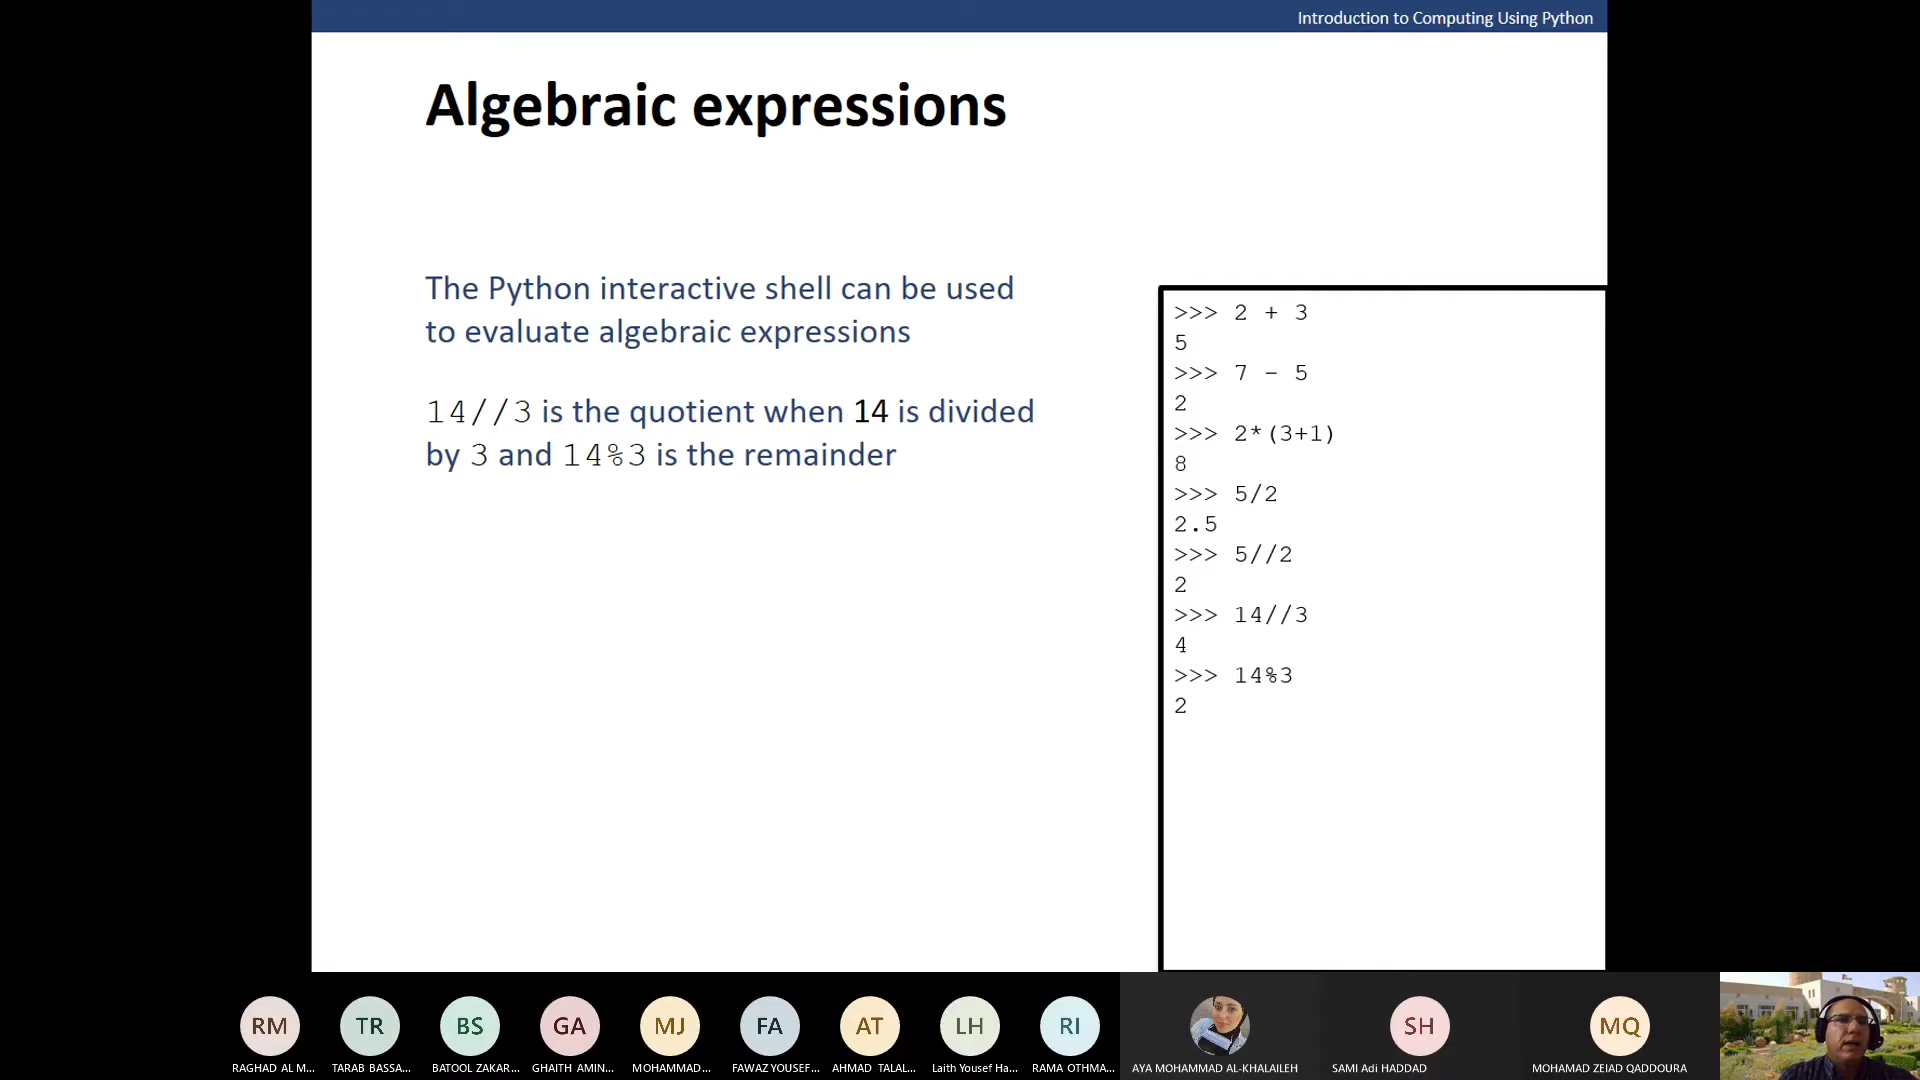 Introduction to Computing Using Python
Algebraic expressions
The Python interactive shell can be used
to evaluate algebraic expressions
14//3 is the quotient when 14 is divided
by 3 and 14%3 is the remainder
>>> 2 + 3
5
>>> 7 – 5
2
>>> 2*(3+1)
8
>>> 5/2
2.5
>>> 5//2
2
>>> 14//3
4
>>> 14%3
2
RM
TR
BS
GA
MJ
FA
AT
LH
RI
SH
MQ
RAGHAD AL M...
TARAB BASSA...
BATOOL ZAKAR...
GHAITH AMIN...
MOHAMMAD...
FAWAZ YOUSEF...
AHMAD TALAL...
Laith Yousef Ha...
RAMA OTHMA...
AYA MOHAMMAD AL-KHALAILEH
SAMI Adi HADDAD
MOHAMAD ZEIAD QADDOURA